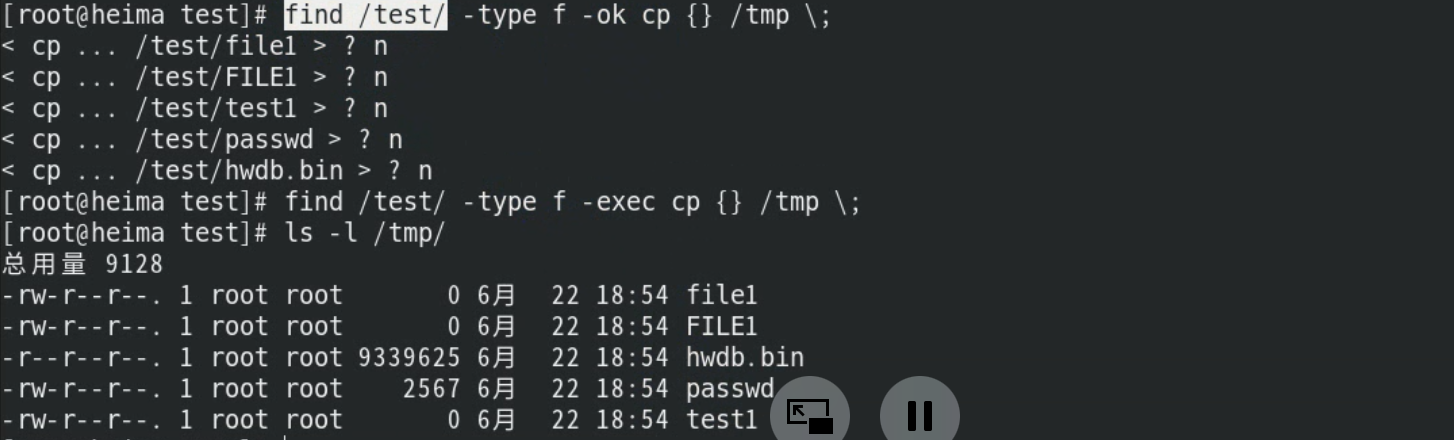 [root@heima test]# find /test/ -type f -ok cp {} /tmp \;
< cp ... /test/file1 > ? n
< cp ... /test/FILE1 > ? n
< cp ... /test/test1 > ? n
< cp ... /test/passwd > ? n
< cp ... /test/hwdb.bin > ? n
[root@heima test]# find /test/ -type f -exec cp {} /tmp \;
[root@heima test]# ls -l /tmp/
总用量 9128
-rw-r--r--. 1 root root       0 6月  22 18:54 file1
-rw-r--r--. 1 root root       0 6月  22 18:54 FILE1
-r--r--r--. 1 root root 9339625 6月  22 18:54 hwdb.bin
-rw-r--r--. 1 root root    2567 6月  22 18:54 passwd
-rw-r--r--. 1 root root       0 6月  22 18:54 test1